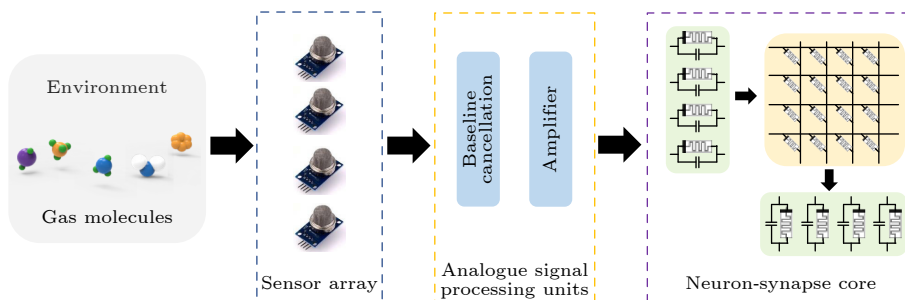 Environment
Gas molecules
Sensor array
Baseline
cancellation
Amplifier
Analogue signal
processing units
Neuron-synapse core